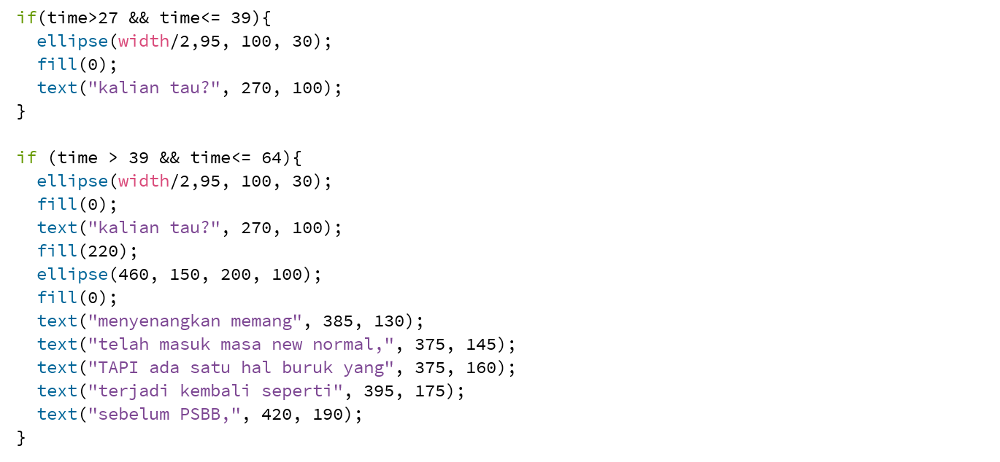 if(time>27 && time<= 39){
  ellipse(width/2,95, 100, 30);
  fill(0);
  text("kalian tau?", 270, 100);
}

if (time > 39 && time<= 64){
  ellipse(width/2,95, 100, 30);
  fill(0);
  text("kalian tau?", 270, 100);
  fill(220);
  ellipse(460, 150, 200, 100);
  fill(0);
  text("menyenangkan memang", 385, 130);
  text("telah masuk masa new normal,", 375, 145);
  text("TAPI ada satu hal buruk yang", 375, 160);
  text("terjadi kembali seperti", 395, 175);
  text("sebelum PSBB,", 420, 190);
}